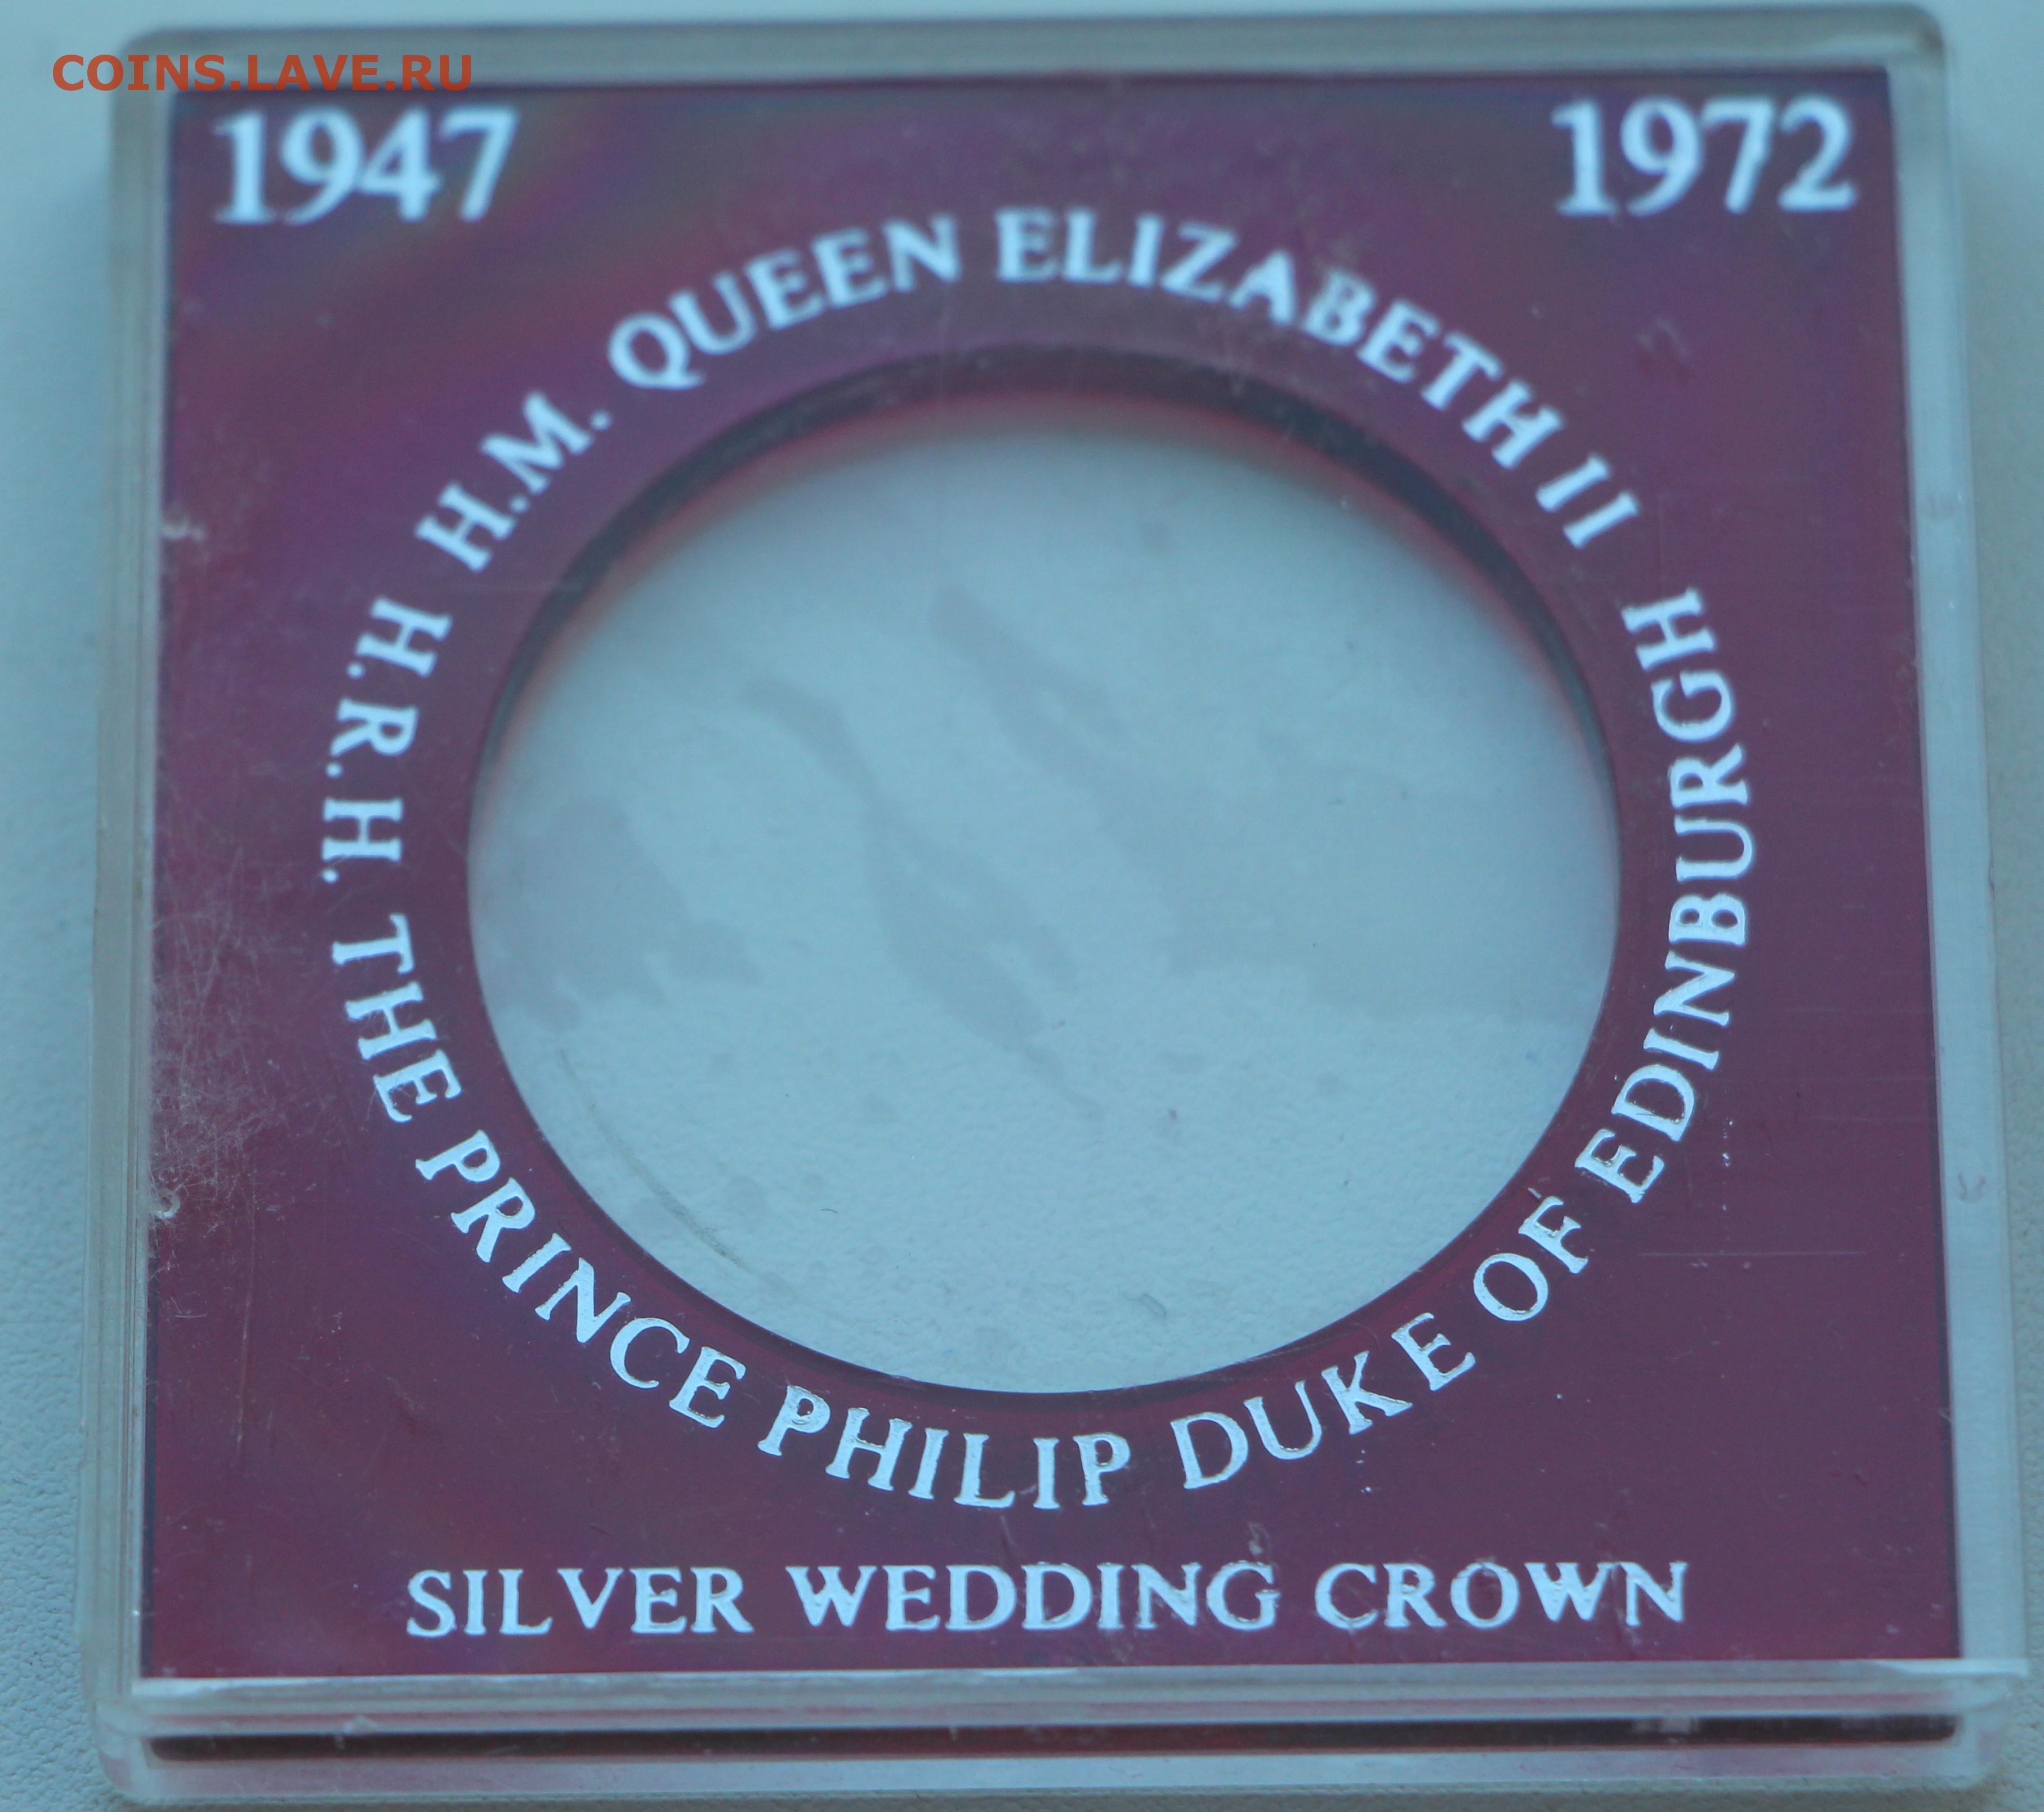 COINS.LAVE.RU
1947 1972
H.M. QUEEN ELIZABETH II
H.R.H. THE PRINCE PHILIP DUKE OF EDINBURGH
SILVER WEDDING CROWN